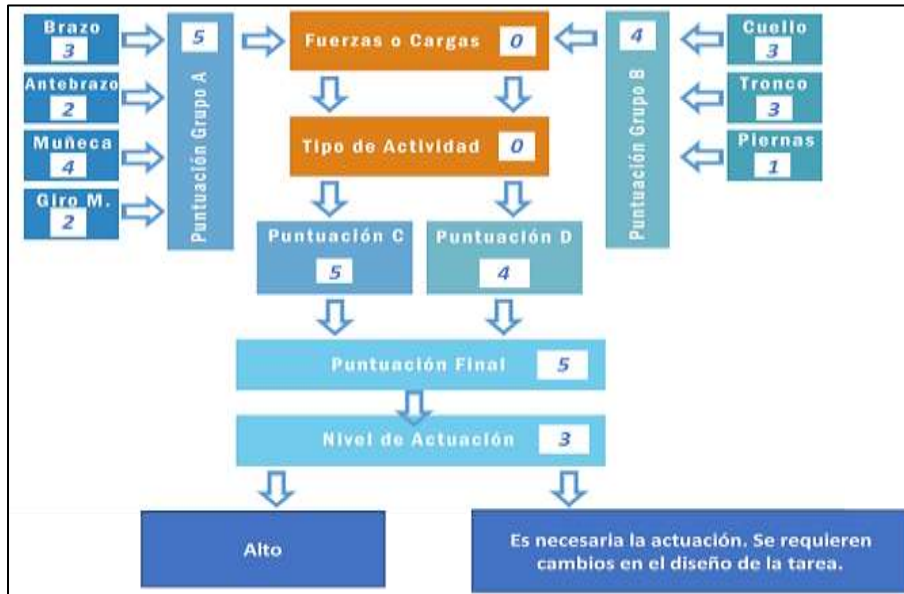 Brazo
3
Antebrazo
2
Muñeca
4
Giro M.
2
5
Puntuación Grupo A
Fuerzas o Cargas 0
Tipo de Actividad 0
4
Puntuación Grupo B
Cuello
3
Tronco
3
Piernas
1
Puntuación C
5
Puntuación D
4
Puntuación Final 5
Nivel de Actuación 3
Alto
Es necesaria la actuación. Se requieren
cambios en el diseño de la tarea.